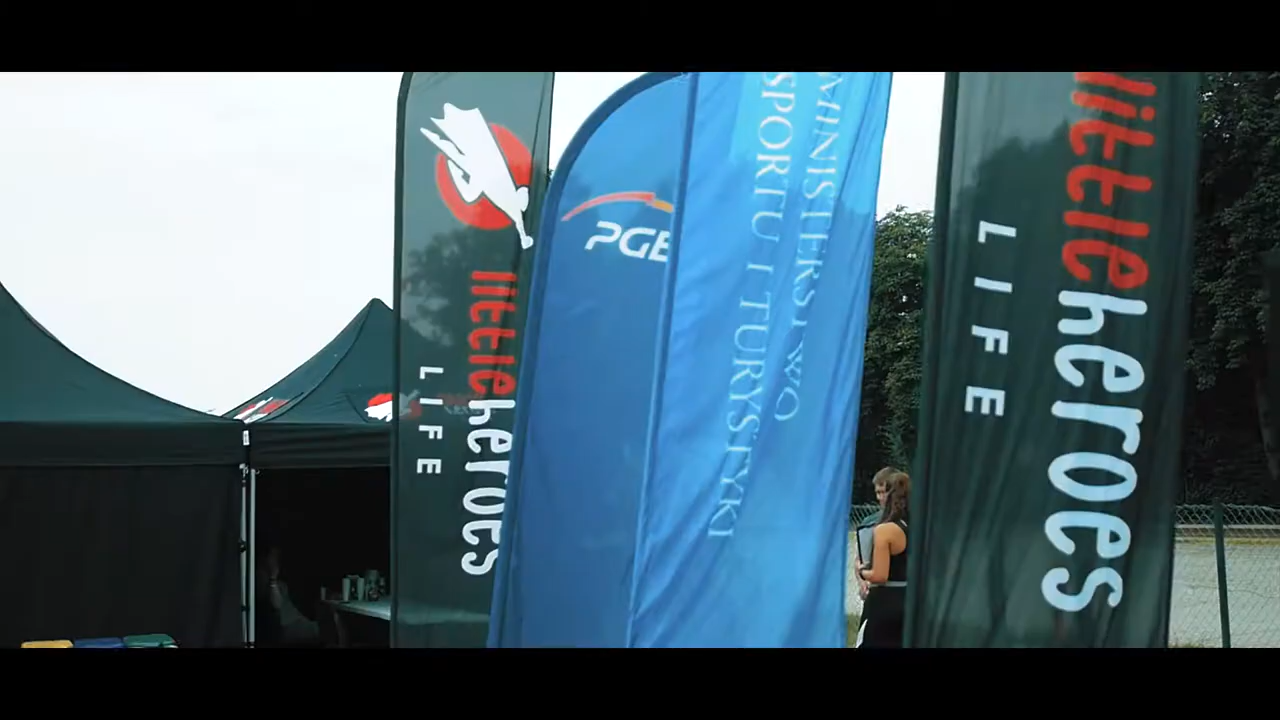 littleheroes
LIFE
PGE
MINISTERSTWO
SPORTU I TURYSTYKI
littleheroes
LIFE